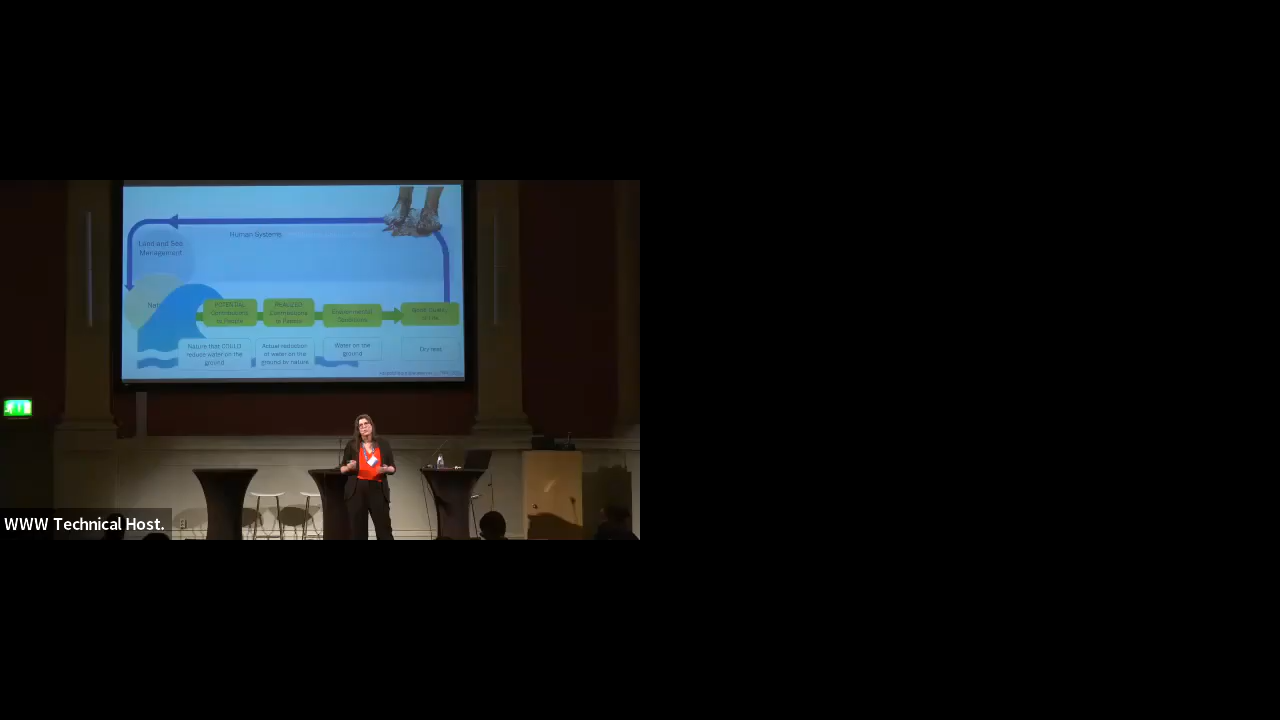 Human Systems
Land and Sea
Management
Nat
POTENTIAL
Contributions
to People
REALIZED
Contributions
to People
Environmental
Conditions
Nature that COULD
reduce water on the
ground
Actual reduction
of water on the
ground by nature
Water on the
ground
Dry feet
WWW Technical Host.